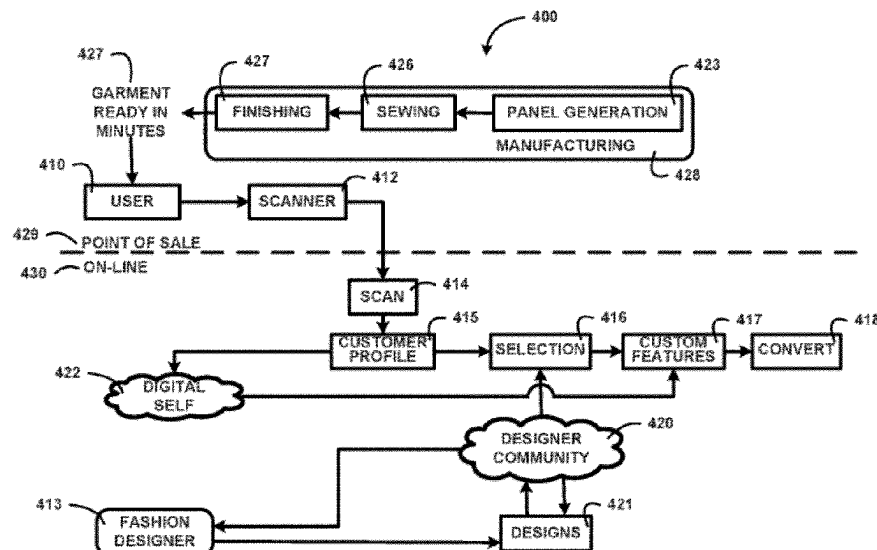 400
427
427
426
423
GARMENT
READY IN
MINUTES
FINISHING
SEWING
PANEL GENERATION
MANUFACTURING
428
410
412
USER
SCANNER
429
POINT OF SALE
430
ON-LINE
SCAN
414
415
416
417
418
CUSTOMER
PROFILE
SELECTION
CUSTOM
FEATURES
CONVERT
422
DIGITAL
SELF
420
DESIGNER
COMMUNITY
413
FASHION
DESIGNER
421
DESIGNS